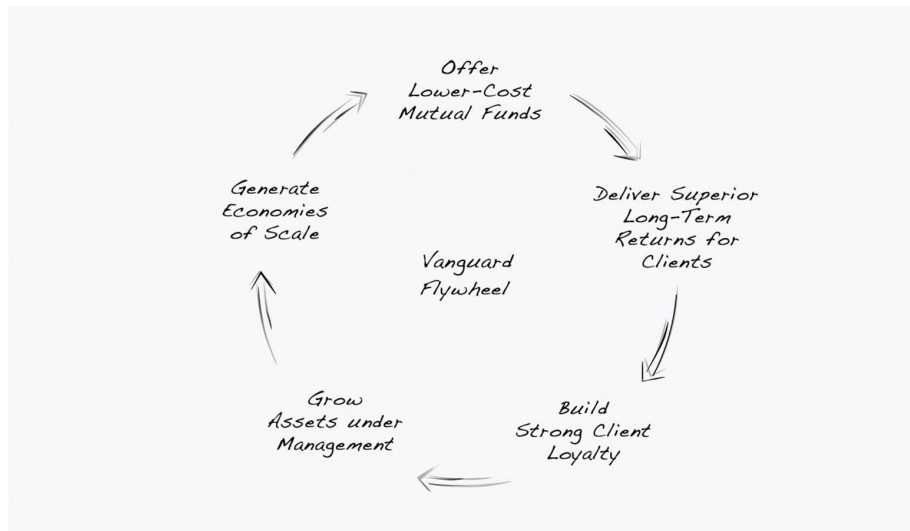 Offer
Lower-Cost
Mutual Funds
Deliver Superior
Long-Term
Returns for
Clients
Build
Strong Client
Loyalty
Grow
Assets under
Management
Generate
Economies
of Scale
Vanguard
Flywheel